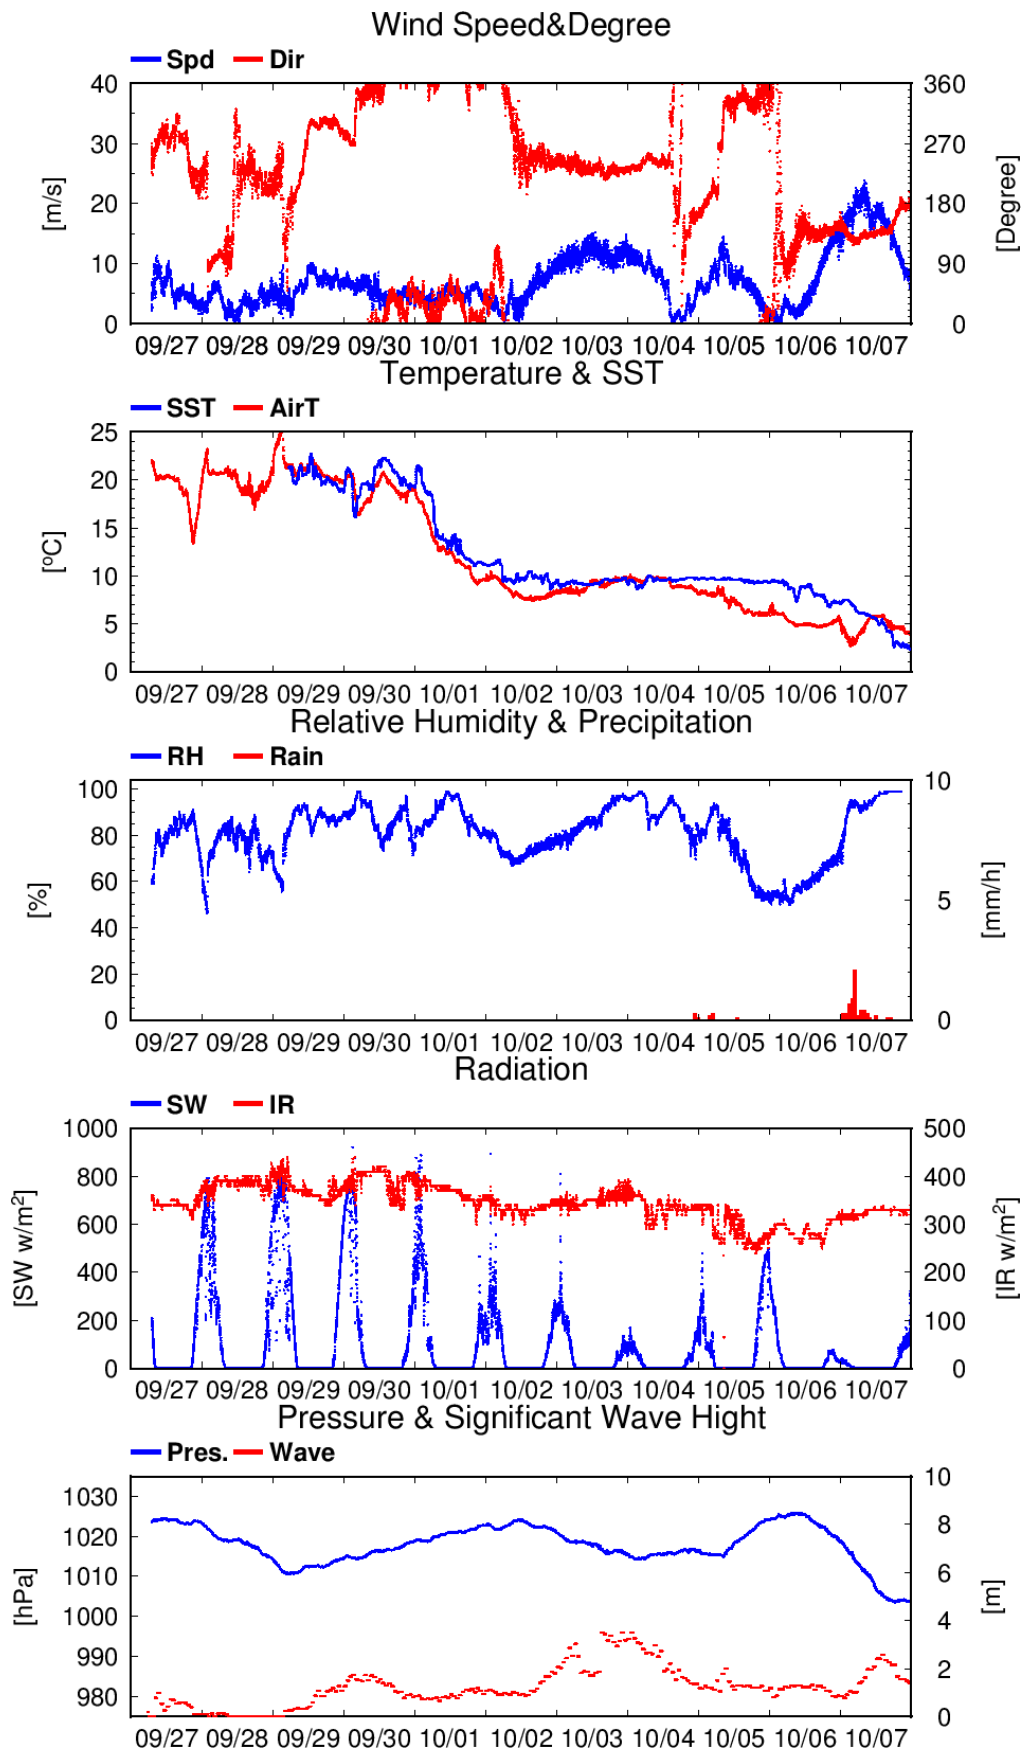 Wind Speed&Degree
Spd Dir
40 360
30 270
20 180
10 90
0 0
[m/s] [Degree]
09/27 09/28 09/29 09/30 10/01 10/02 10/03 10/04 10/05 10/06 10/07
Temperature & SST
SST AirT
25
20
15
10
5
0
[ºC]
09/27 09/28 09/29 09/30 10/01 10/02 10/03 10/04 10/05 10/06 10/07
Relative Humidity & Precipitation
RH Rain
100 10
80
60
40 5
20
0 0
[%] [mm/h]
09/27 09/28 09/29 09/30 10/01 10/02 10/03 10/04 10/05 10/06 10/07
Radiation
SW IR
1000 500
800 400
600 300
400 200
200 100
0 0
[SW w/m²] [IR w/m²]
09/27 09/28 09/29 09/30 10/01 10/02 10/03 10/04 10/05 10/06 10/07
Pressure & Significant Wave Hight
Pres. Wave
1030 10
1020 8
1010 6
1000 4
990 2
980 0
[hPa] [m]
09/27 09/28 09/29 09/30 10/01 10/02 10/03 10/04 10/05 10/06 10/07